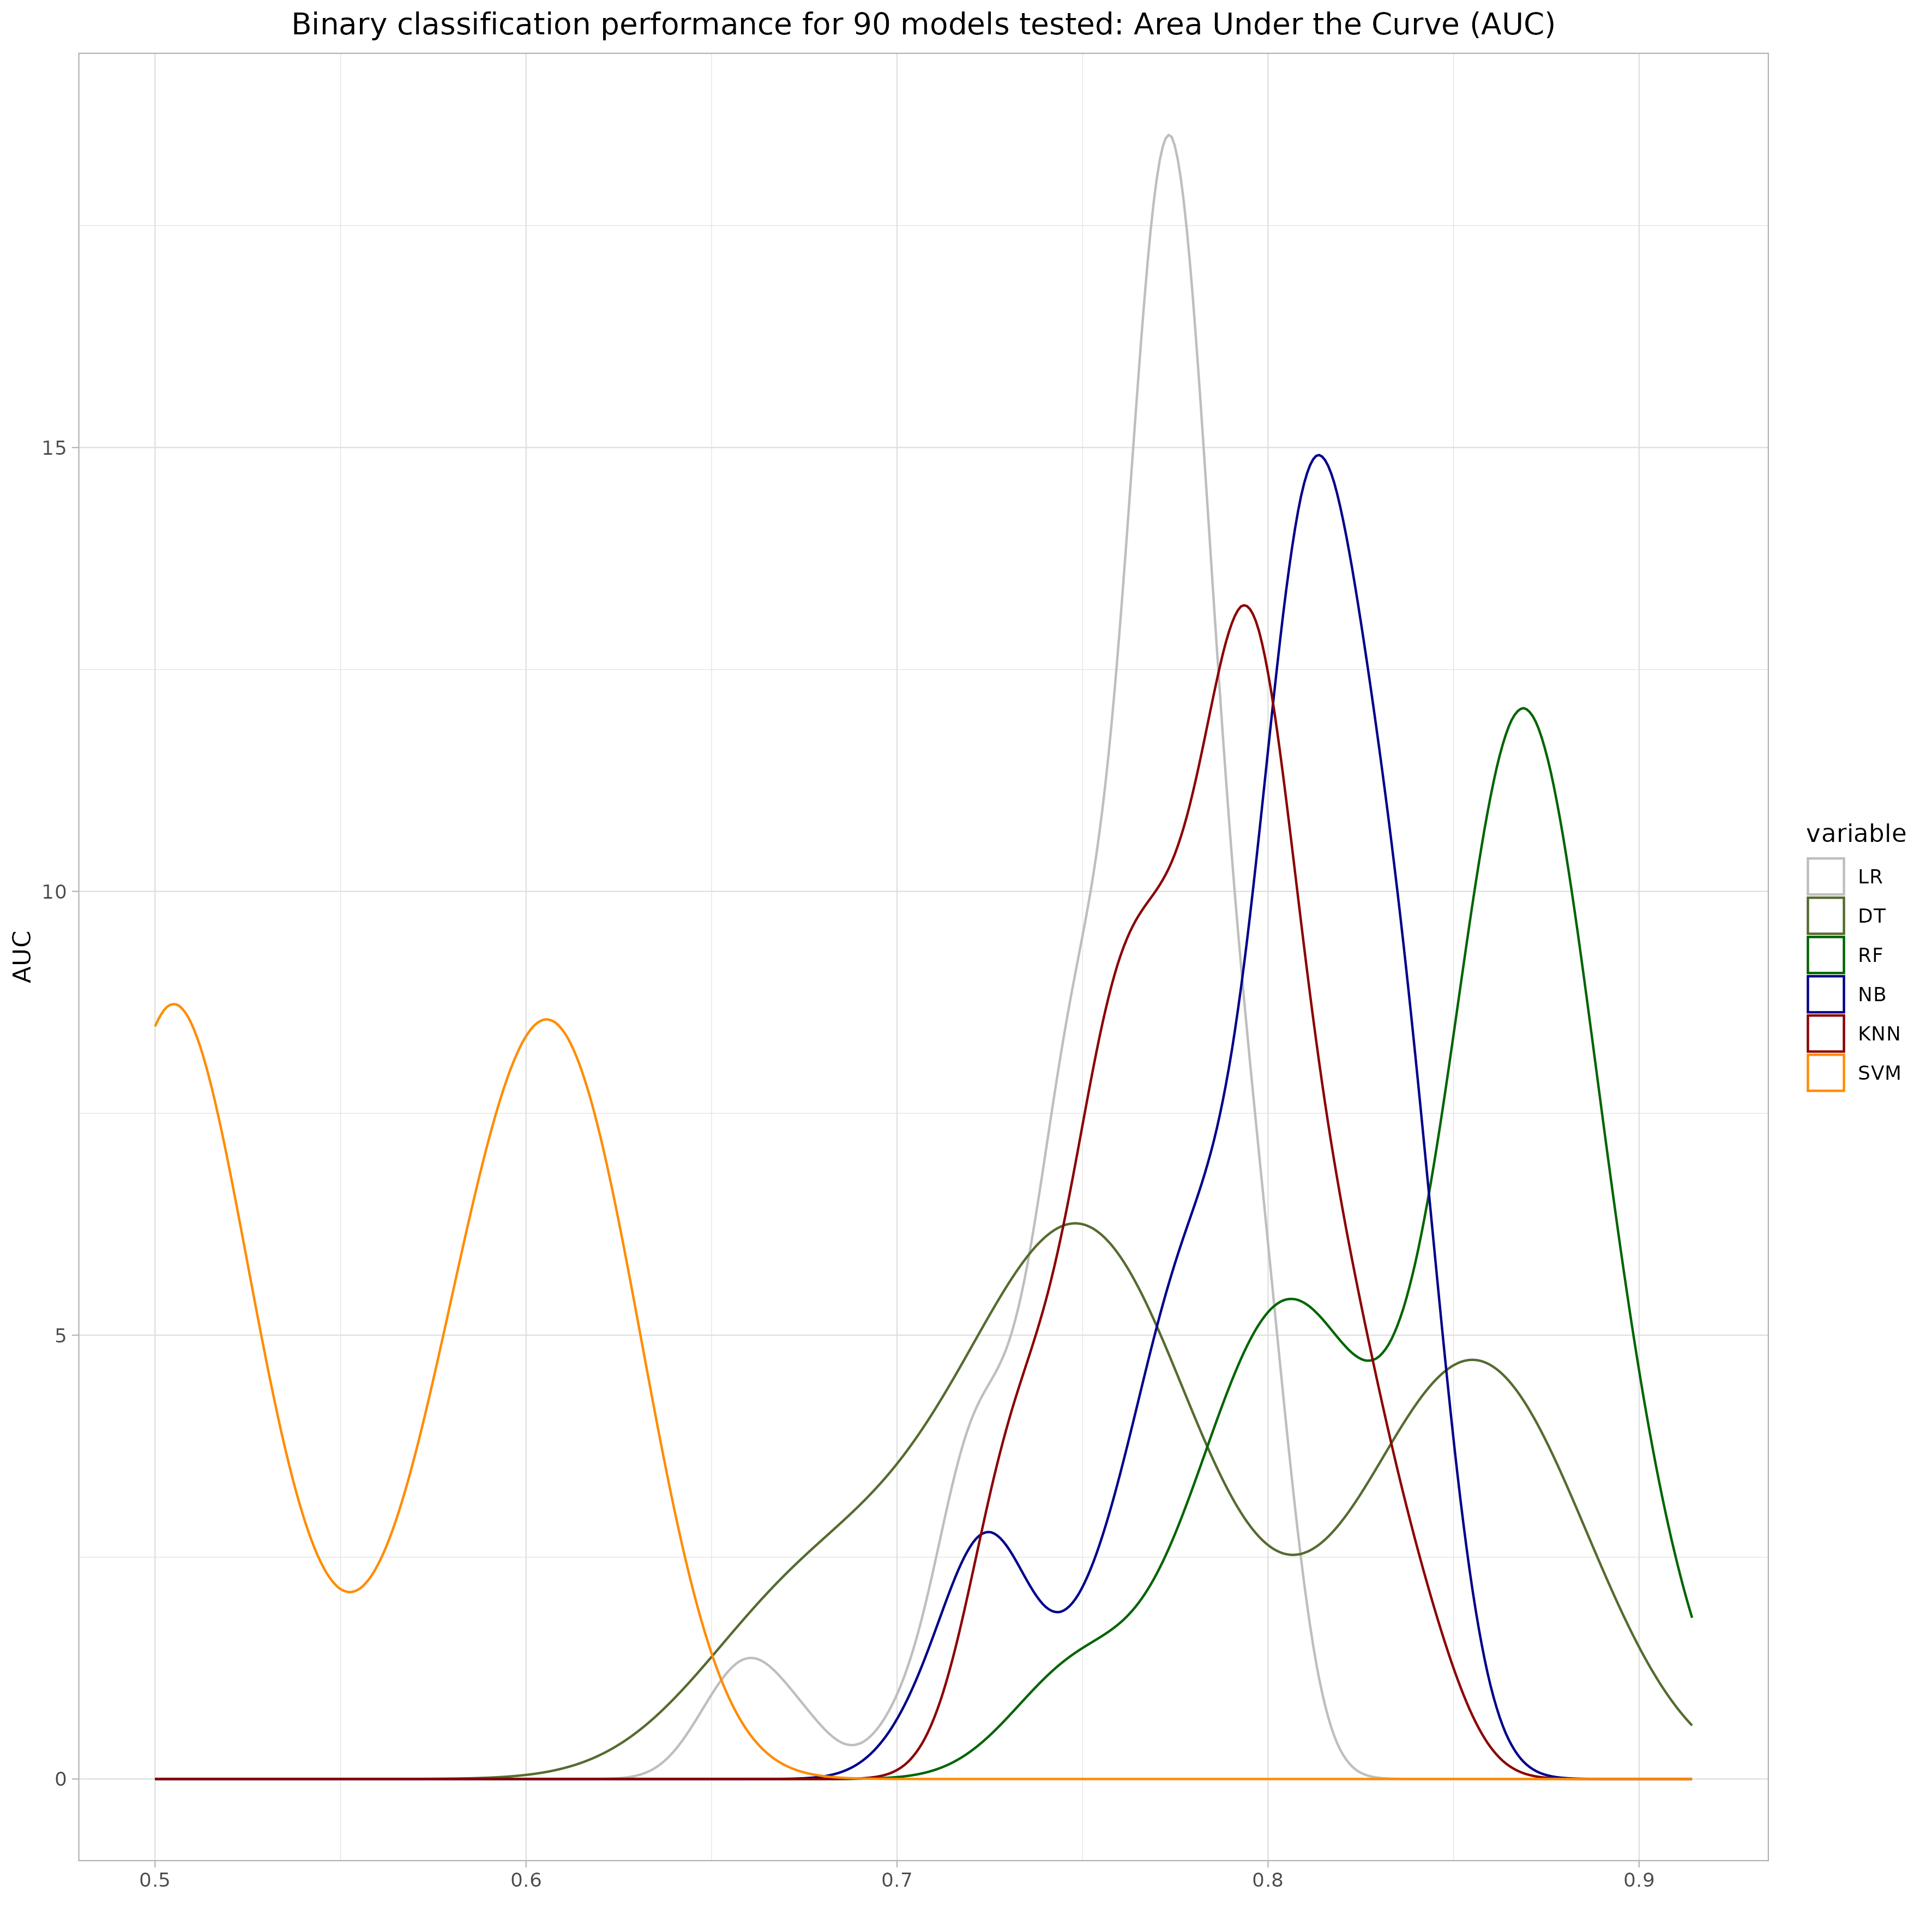 Binary classification performance for 90 models tested: Area Under the Curve (AUC)
AUC
15
10
5
0
0.5 0.6 0.7 0.8 0.9
variable
LR
DT
RF
NB
KNN
SVM